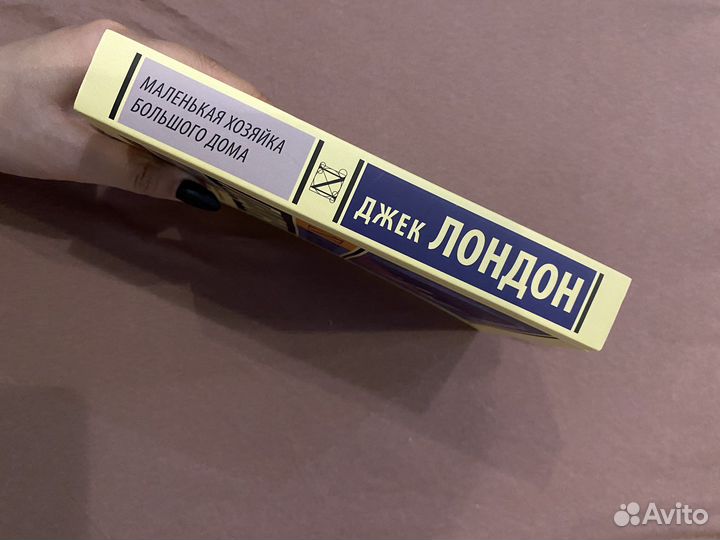 МАЛЕНЬКАЯ ХОЗЯЙКА
БОЛЬШОГО ДОМА
ДЖЕК ЛОНДОН
Avito